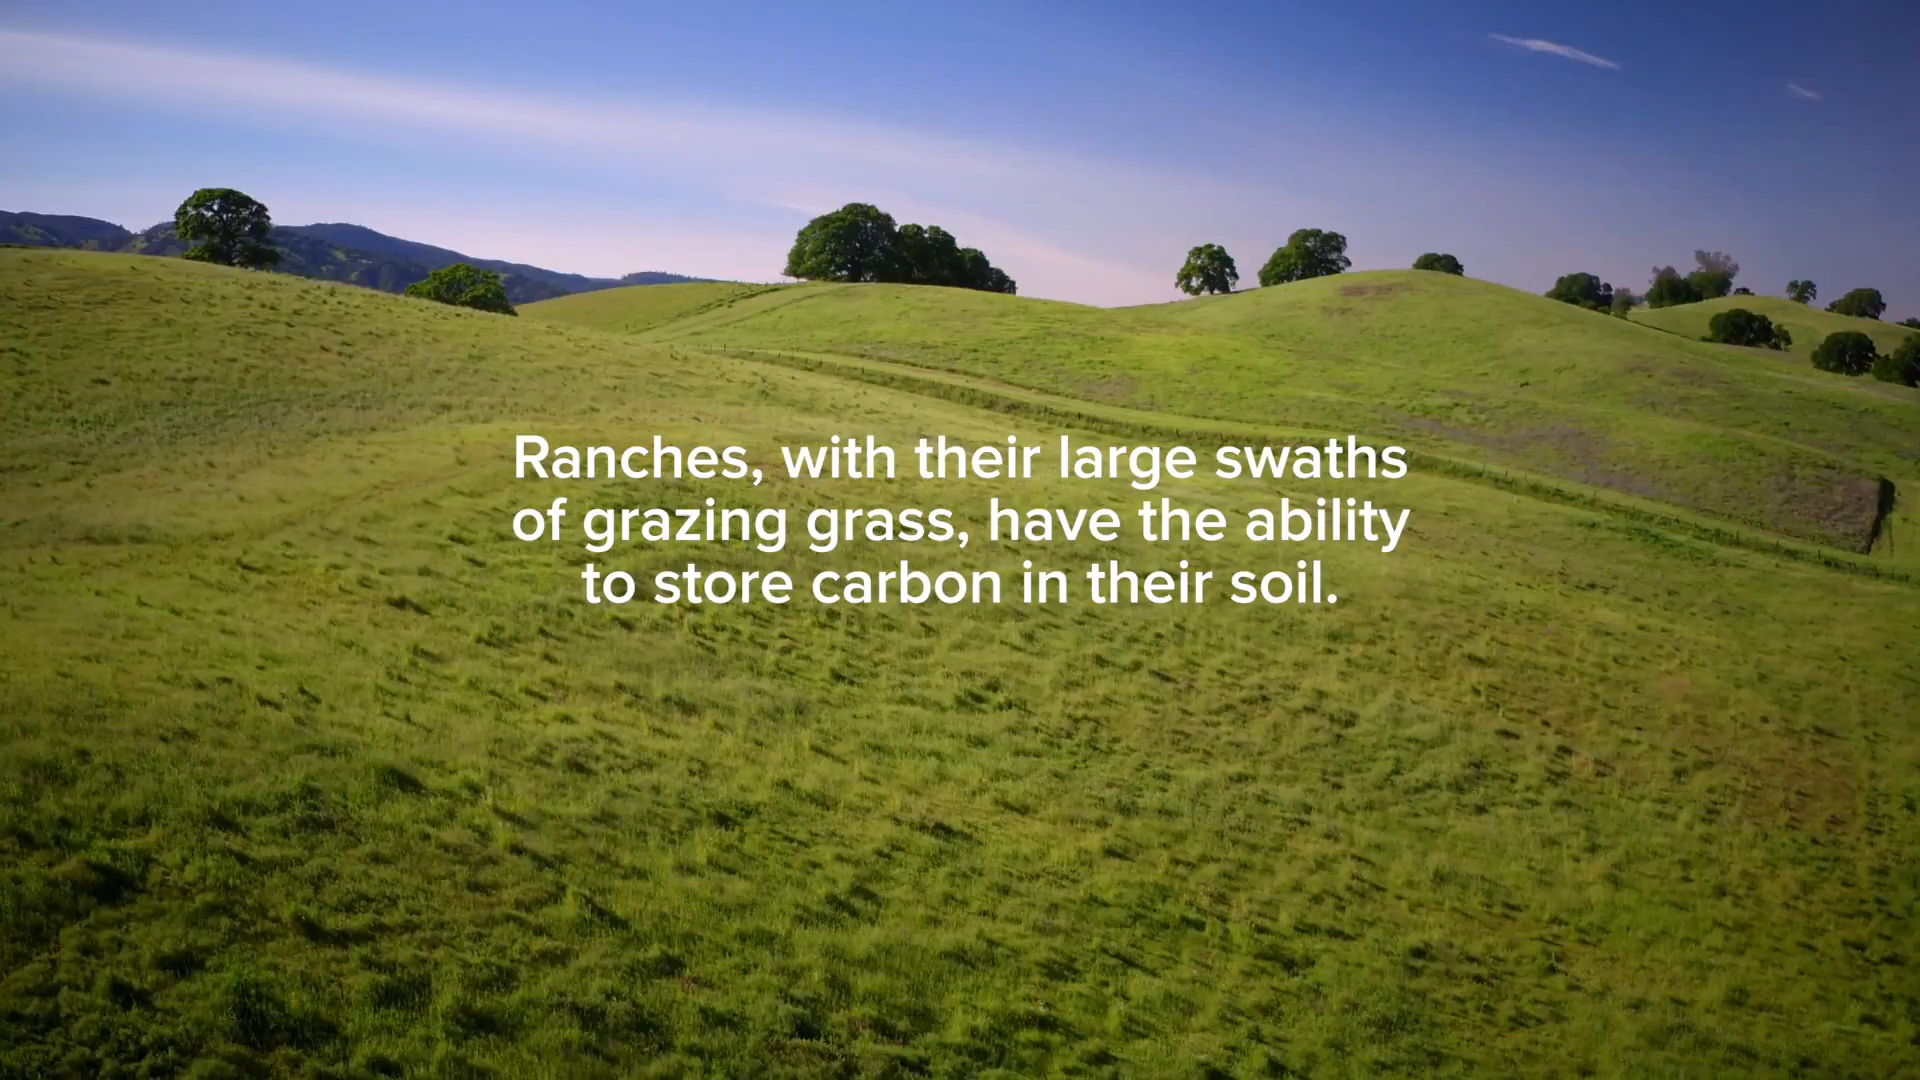 Ranches, with their large swaths
of grazing grass, have the ability
to store carbon in their soil.